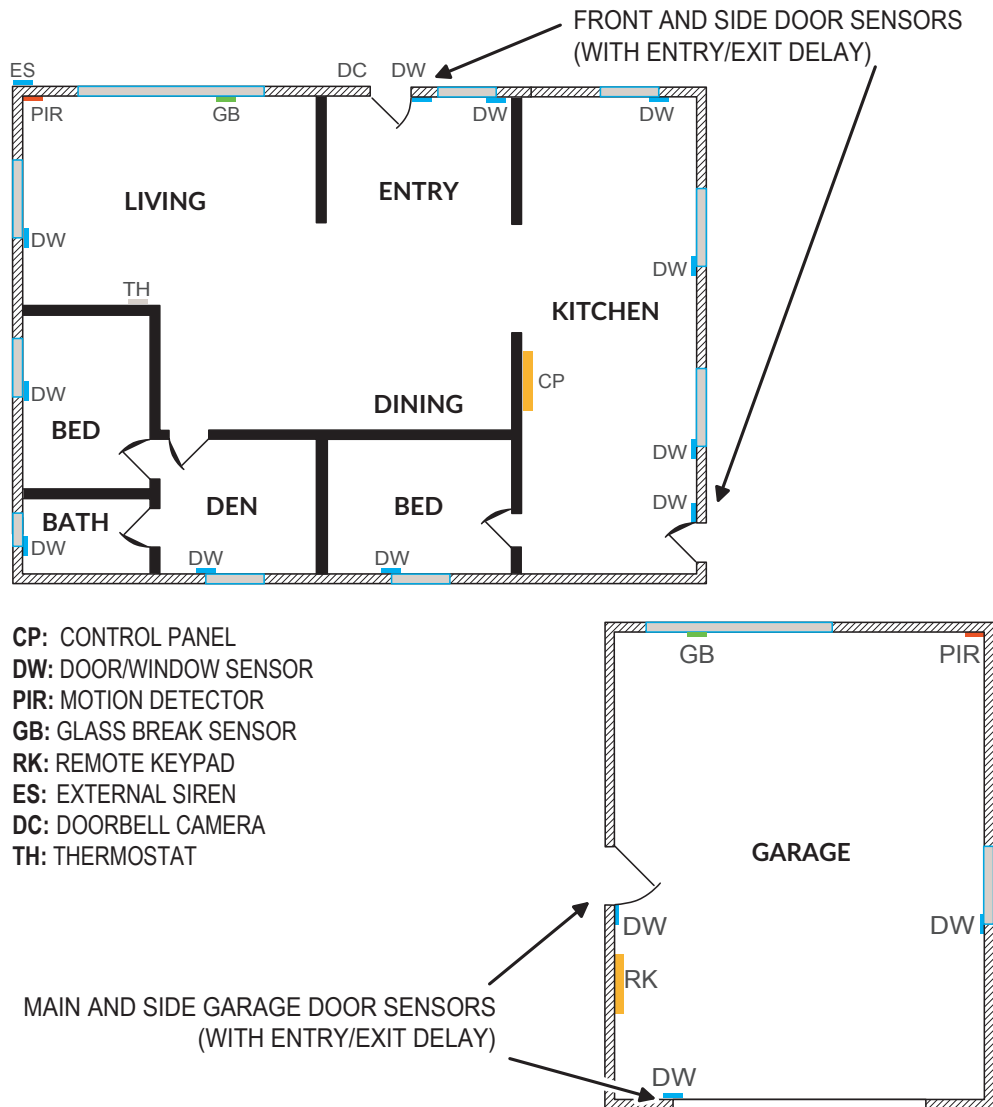 FRONT AND SIDE DOOR SENSORS
(WITH ENTRY/EXIT DELAY)
ES
DC
DW
PIR
GB
DW
DW
LIVING
ENTRY
DW
DW
TH
KITCHEN
DW
CP
DINING
BED
DW
DW
BATH
DEN
BED
DW
DW
DW
CP: CONTROL PANEL
DW: DOOR/WINDOW SENSOR
PIR: MOTION DETECTOR
GB: GLASS BREAK SENSOR
RK: REMOTE KEYPAD
ES: EXTERNAL SIREN
DC: DOORBELL CAMERA
TH: THERMOSTAT
GB
PIR
GARAGE
DW
DW
RK
MAIN AND SIDE GARAGE DOOR SENSORS
(WITH ENTRY/EXIT DELAY)
DW